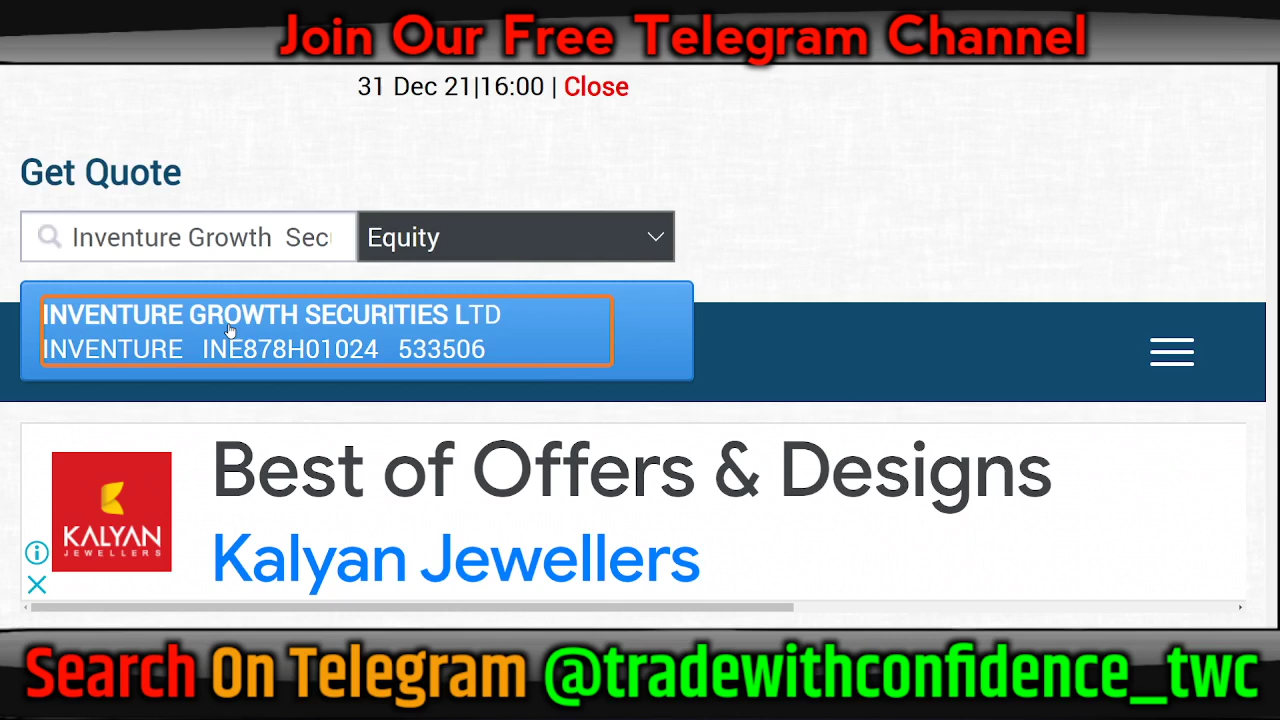 Join Our Free Telegram Channel
31 Dec 21|16:00 | Close
Get Quote
Inventure Growth  Sec
Equity
INVENTURE GROWTH SECURITIES LTD
INVENTURE INE878H01024 533506
Best of Offers & Designs
KALYAN
JEWELLERS
Kalyan Jewellers
Search On Telegram @tradewithconfidence_twc